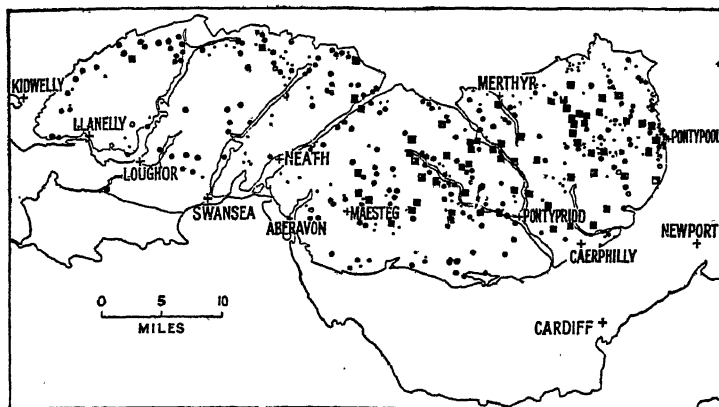 KIDWELLY
MERTHYR
LLANELLY
PONTYPOOL
LOUGHOR
NEATH
SWANSEA
MAESTEG
PONTYPRIDD
ABERAVON
NEWPORT
CAERPHILLY
0 5 10
MILES
CARDIFF